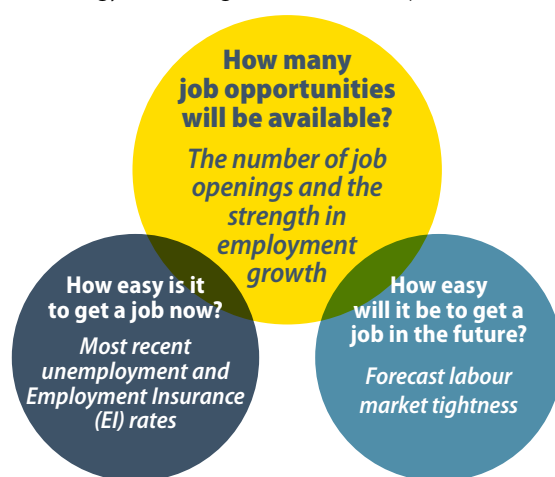 How many
job opportunities
will be available?
The number of job
openings and the
strength in
employment
growth
How easy is it
to get a job now?
Most recent
unemployment and
Employment Insurance
(EI) rates
How easy
will it be to get a
job in the future?
Forecast labour
market tightness